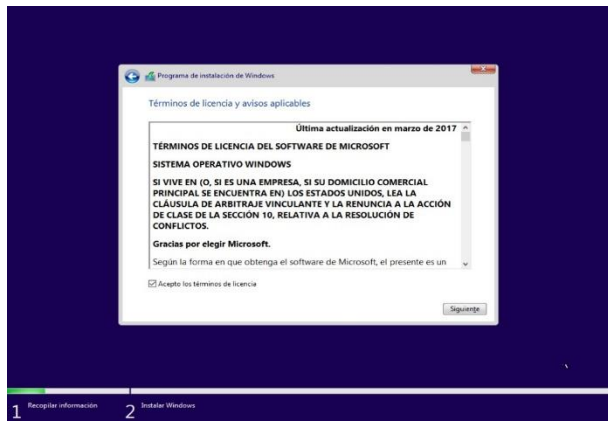 Programa de instalación de Windows
Términos de licencia y avisos aplicables
Última actualización en marzo de 2017
TÉRMINOS DE LICENCIA DEL SOFTWARE DE MICROSOFT
SISTEMA OPERATIVO WINDOWS
SI VIVE EN (O, SI ES UNA EMPRESA, SI SU DOMICILIO COMERCIAL
PRINCIPAL SE ENCUENTRA EN) LOS ESTADOS UNIDOS, LEA LA
CLÁUSULA DE ARBITRAJE VINCULANTE Y LA RENUNCIA A LA ACCIÓN
DE CLASE DE LA SECCIÓN 10, RELATIVA A LA RESOLUCIÓN DE
CONFLICTOS.
Gracias por elegir Microsoft.
Según la forma en que obtenga el software de Microsoft, el presente es un
Acepto los términos de licencia
Siguiente
1 Recopilar información
2 Instalar Windows